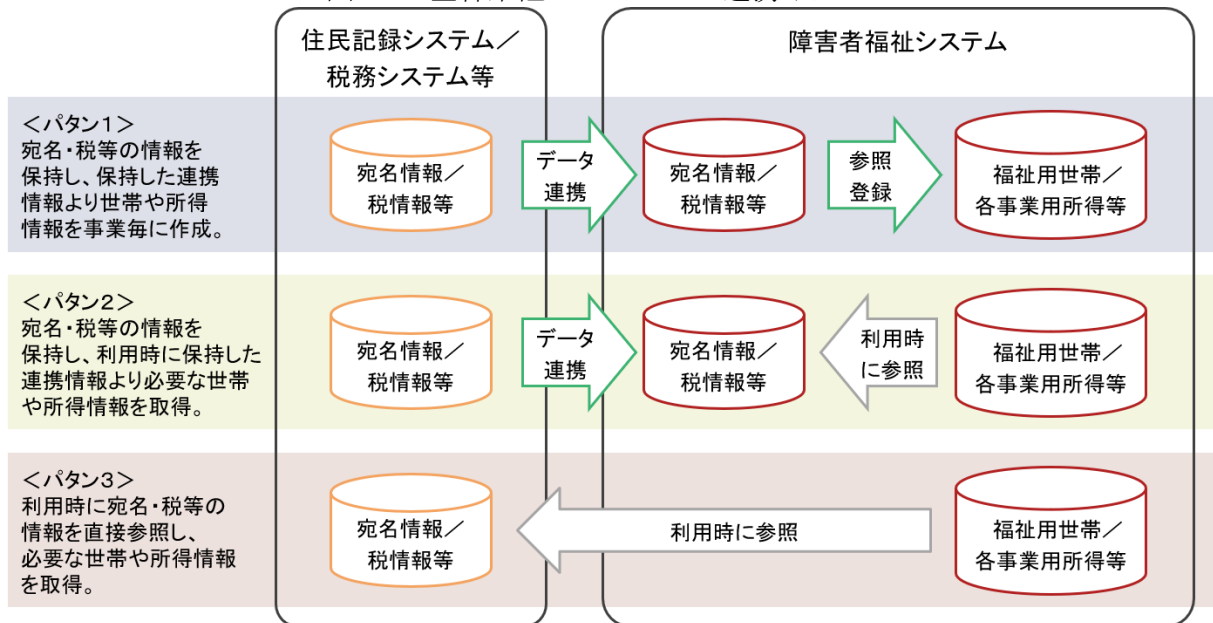 住民記録システム／
税務システム等
障害者福祉システム
＜パタン１＞
宛名・税等の情報を
保持し、保持した連携
情報より世帯や所得
情報を事業毎に作成。
宛名情報／
税情報等
データ
連携
宛名情報／
税情報等
参照
登録
福祉用世帯／
各事業用所得等
＜パタン２＞
宛名・税等の情報を
保持し、利用時に保持した
連携情報より必要な世帯
や所得情報を取得。
宛名情報／
税情報等
データ
連携
宛名情報／
税情報等
利用時
に参照
福祉用世帯／
各事業用所得等
＜パタン３＞
利用時に宛名・税等の
情報を直接参照し、
必要な世帯や所得情報
を取得。
宛名情報／
税情報等
利用時に参照
福祉用世帯／
各事業用所得等